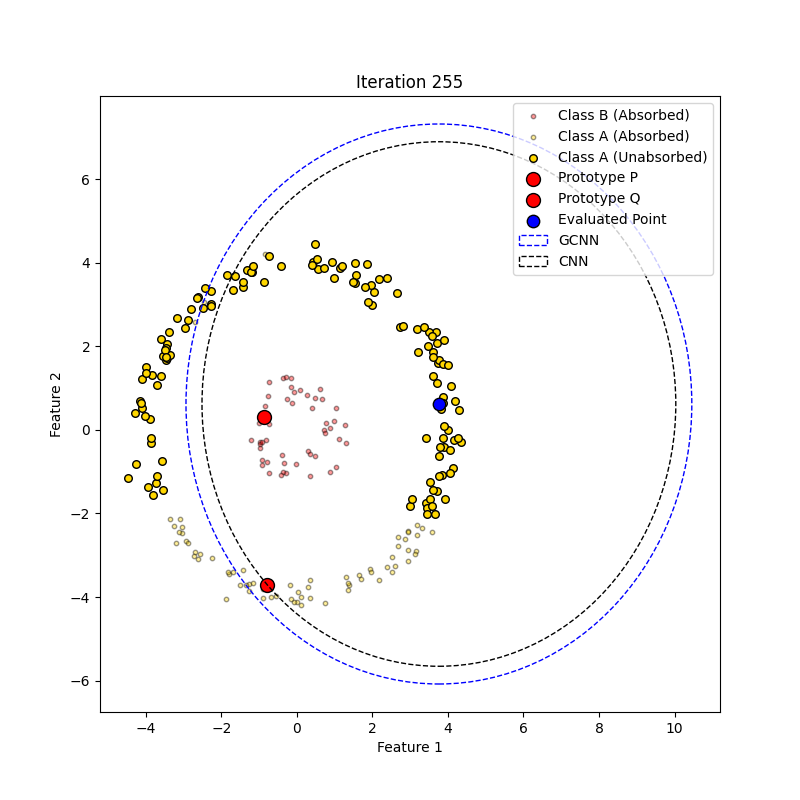 Iteration 255
Class B (Absorbed)
Class A (Absorbed)
Class A (Unabsorbed)
Prototype P
Prototype Q
Evaluated Point
GCNN
CNN
Feature 2
6
4
2
0
−2
−4
−6
−4 −2 0 2 4 6 8 10
Feature 1